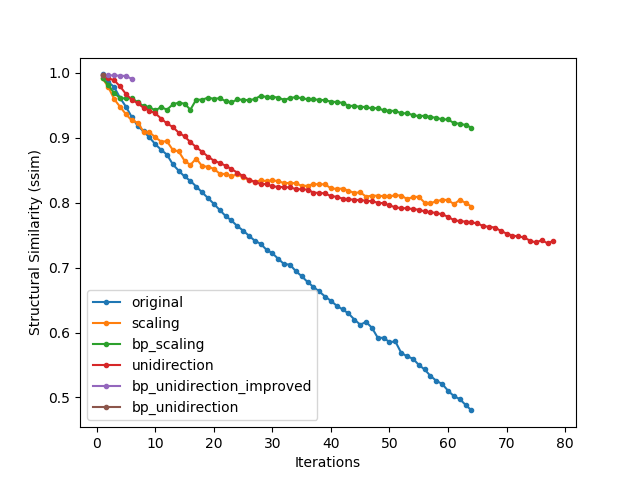 1.0
0.9
0.8
0.7
0.6
0.5
Structural Similarity (ssim)
original
scaling
bp_scaling
unidirection
bp_unidirection_improved
bp_unidirection
0 10 20 30 40 50 60 70 80
Iterations